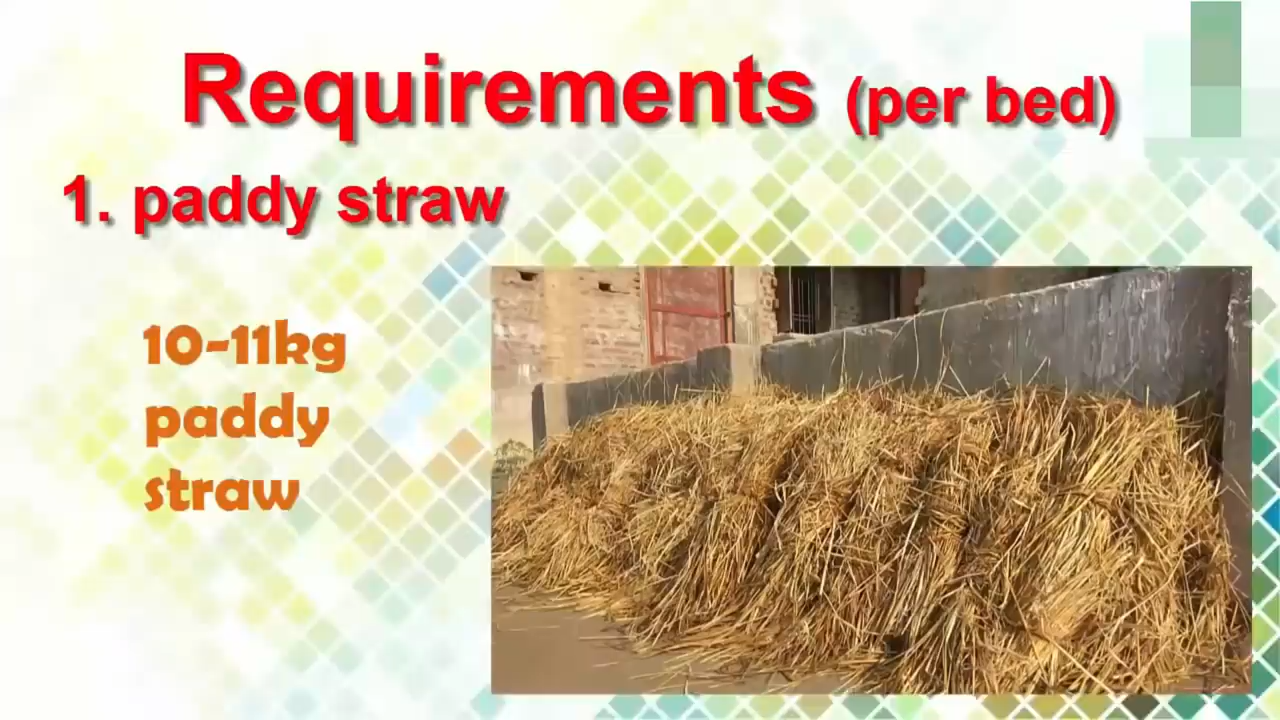 Requirements (per bed)
1. paddy straw
10-11kg
paddy
straw